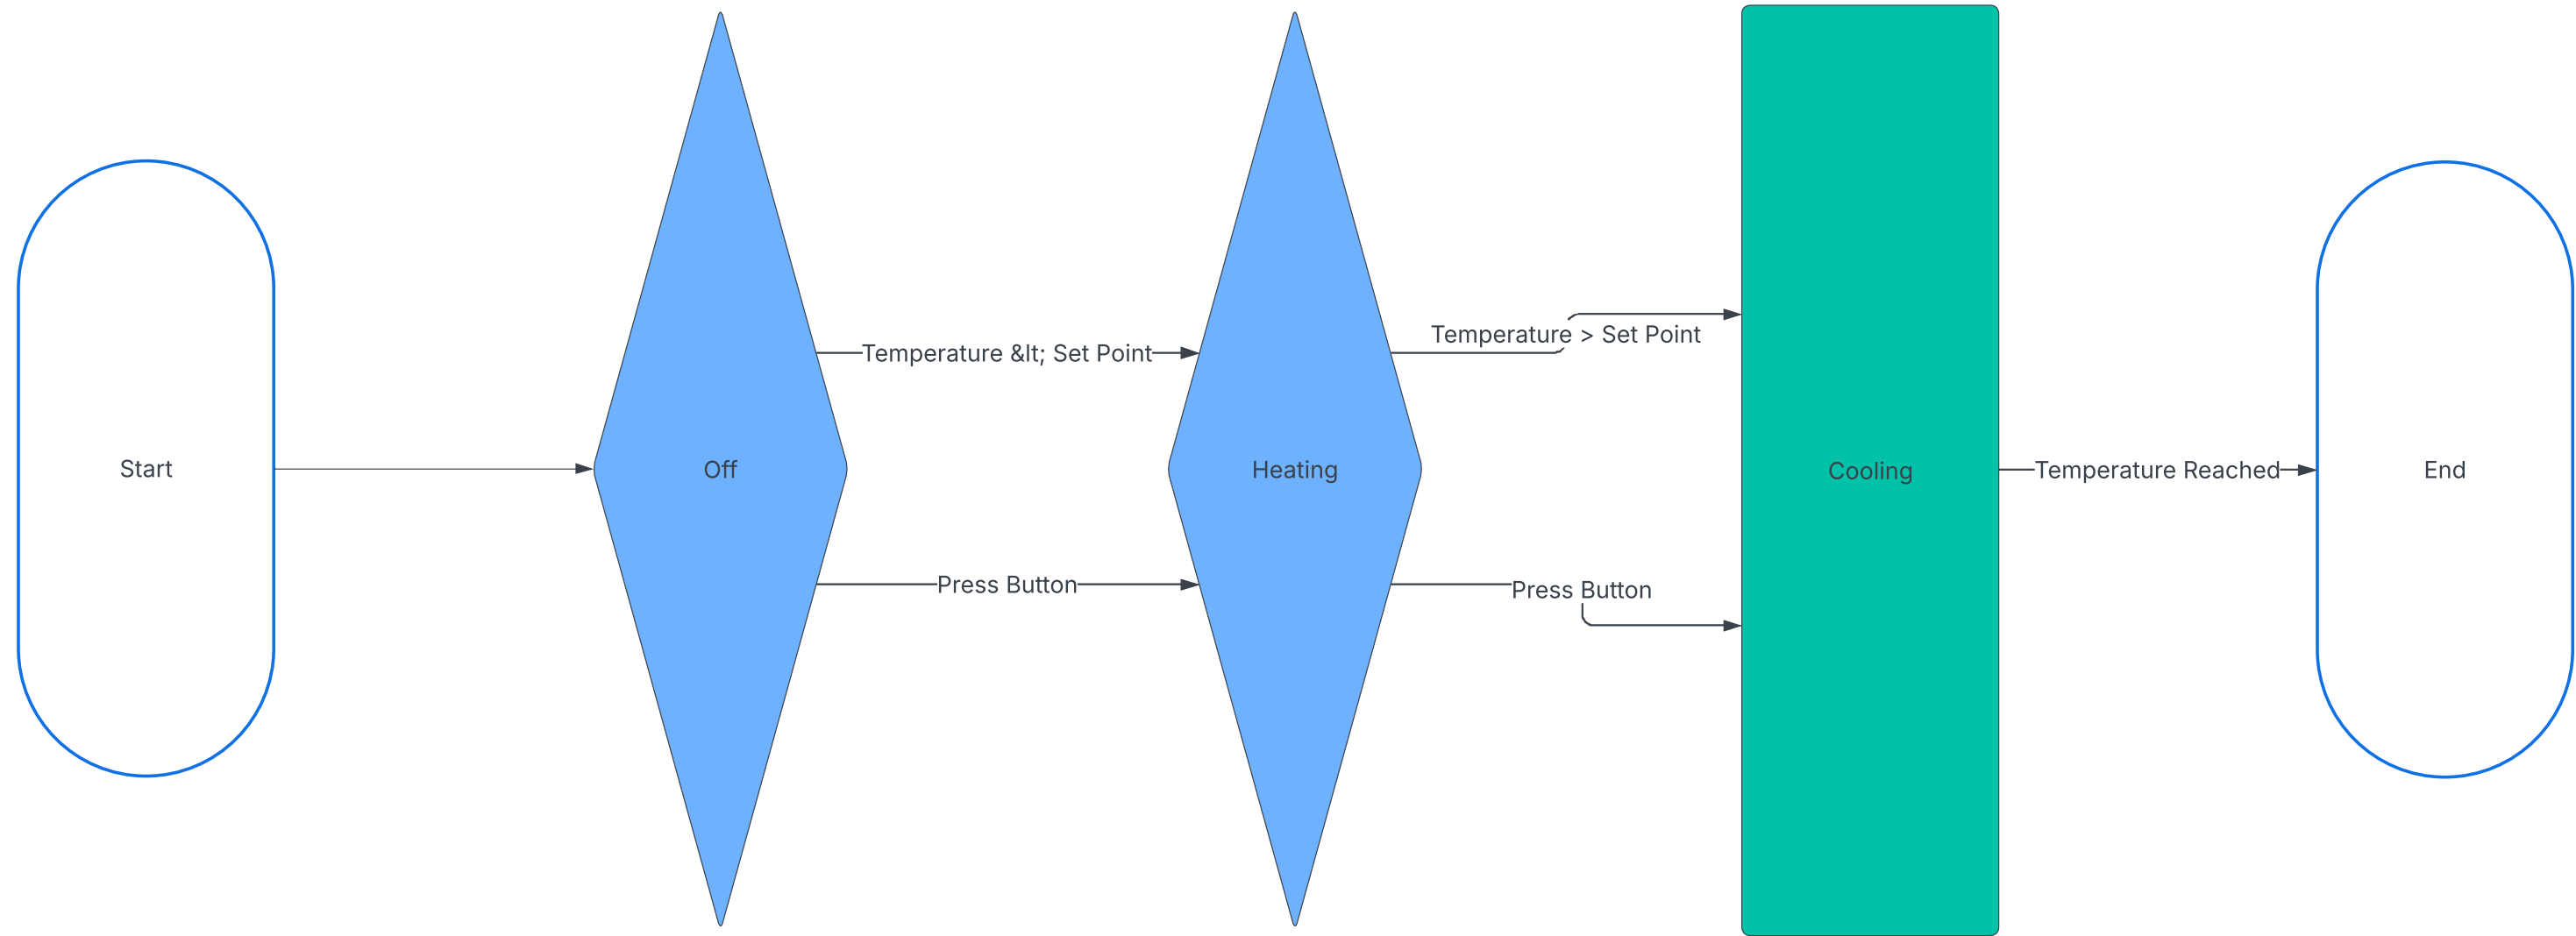 Start
Off
Temperature &lt; Set Point
Press Button
Heating
Temperature > Set Point
Press Button
Cooling
Temperature Reached
End